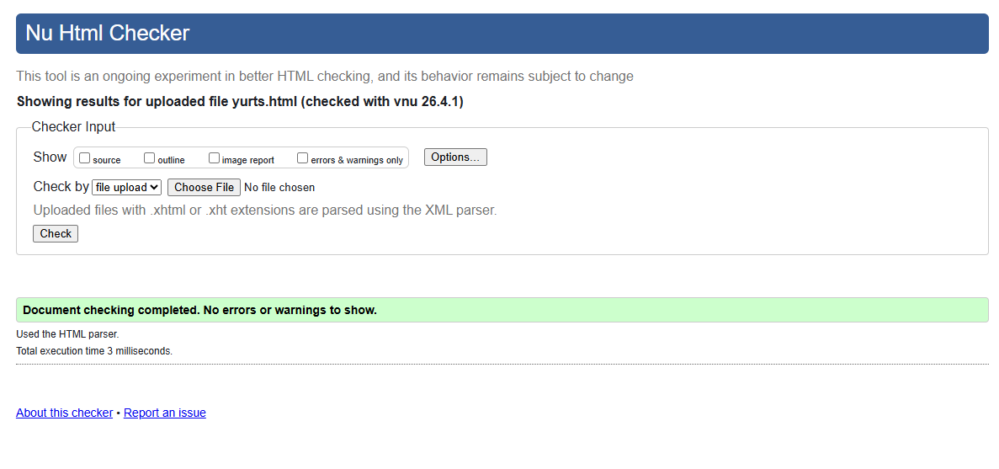 Nu Html Checker
This tool is an ongoing experiment in better HTML checking, and its behavior remains subject to change
Showing results for uploaded file yurts.html (checked with vnu 26.4.1)
Checker Input
Show source outline image report errors & warnings only Options...
Check by file upload Choose File No file chosen
Uploaded files with .xhtml or .xht extensions are parsed using the XML parser.
Check
Document checking completed. No errors or warnings to show.
Used the HTML parser.
Total execution time 3 milliseconds.
About this checker • Report an issue